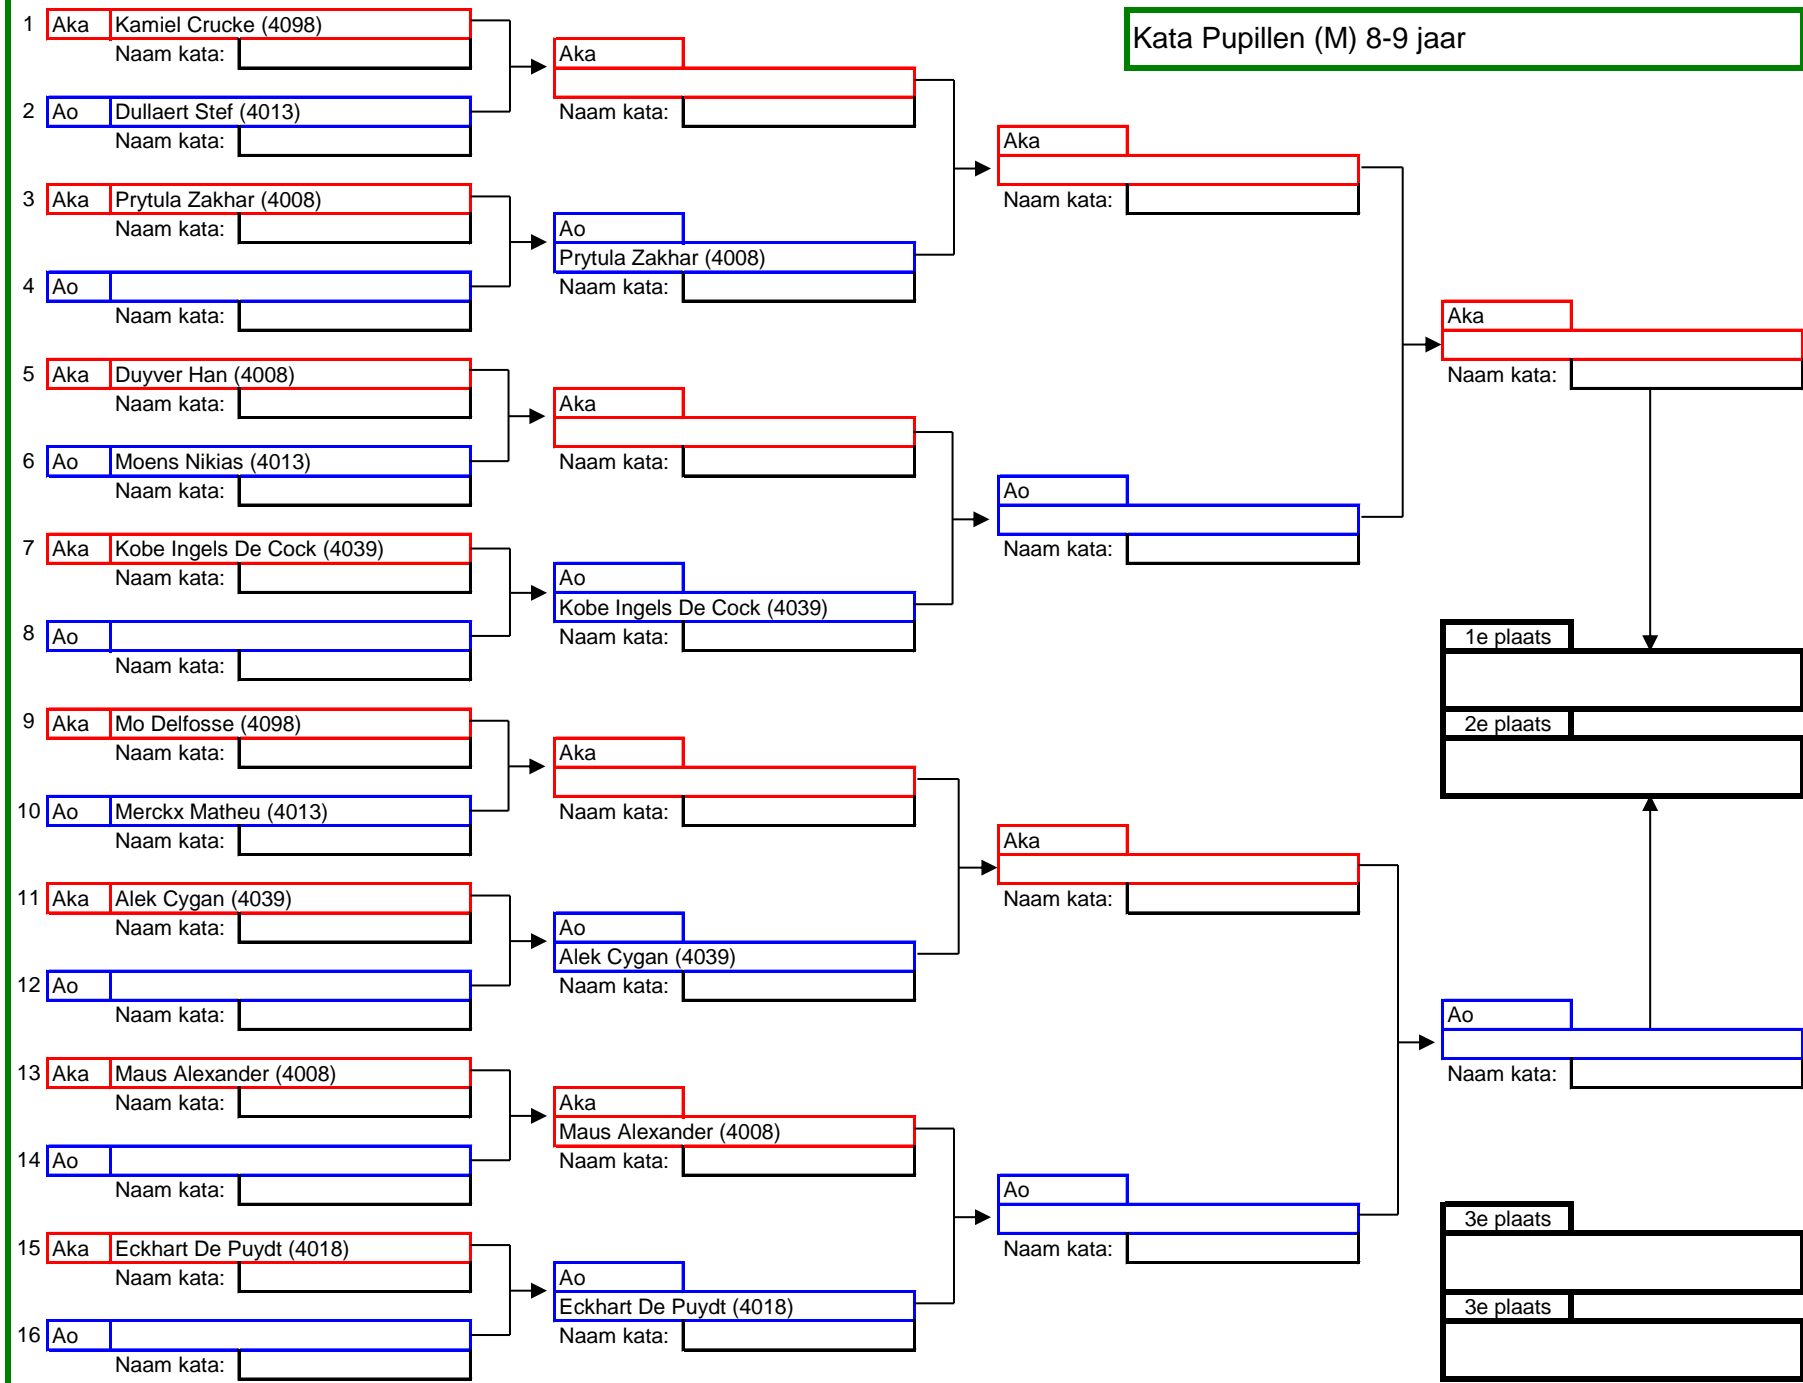 Kata Pupillen (M) 8-9 jaar
1 Aka Kamiel Crucke (4098)
Naam kata:
2 Ao Dullaert Stef (4013)
Naam kata:
3 Aka Prytula Zakhar (4008)
Naam kata:
4 Ao
Naam kata:
5 Aka Duyver Han (4008)
Naam kata:
6 Ao Moens Nikias (4013)
Naam kata:
7 Aka Kobe Ingels De Cock (4039)
Naam kata:
8 Ao
Naam kata:
9 Aka Mo Delfosse (4098)
Naam kata:
10 Ao Merckx Matheu (4013)
Naam kata:
11 Aka Alek Cygan (4039)
Naam kata:
12 Ao
Naam kata:
13 Aka Maus Alexander (4008)
Naam kata:
14 Ao
Naam kata:
15 Aka Eckhart De Puydt (4018)
Naam kata:
16 Ao
Naam kata:
Aka
Naam kata:
Ao
Prytula Zakhar (4008)
Naam kata:
Aka
Naam kata:
Ao
Kobe Ingels De Cock (4039)
Naam kata:
Aka
Naam kata:
Ao
Alek Cygan (4039)
Naam kata:
Aka
Maus Alexander (4008)
Naam kata:
Ao
Eckhart De Puydt (4018)
Naam kata:
Aka
Naam kata:
Ao
Naam kata:
Aka
Naam kata:
Ao
Naam kata:
Aka
Naam kata:
1e plaats
2e plaats
Ao
Naam kata:
3e plaats
3e plaats